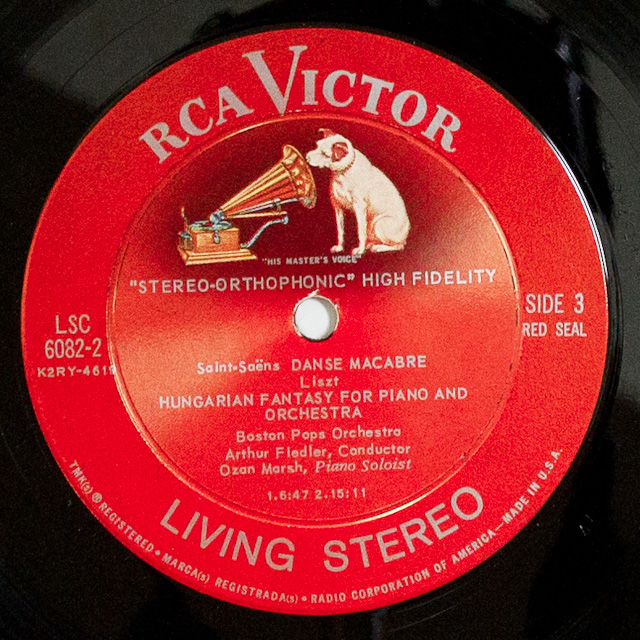 RCA VICTOR
"HIS MASTER'S VOICE"
"STEREO-ORTHOPHONIC" HIGH FIDELITY
LSC
6082-2
K2RY-4619
SIDE 3
RED SEAL
Saint-Saëns DANSE MACABRE
Liszt
HUNGARIAN FANTASY FOR PIANO AND
ORCHESTRA
Boston Pops Orchestra
Arthur Fiedler, Conductor
Ozan Marsh, Piano Soloist
1.6:47 2.15:11
LIVING STEREO
TMK(s) ® REGISTERED • MARCA(s) REGISTRADA(s) • RADIO CORPORATION OF AMERICA—MADE IN U.S.A.